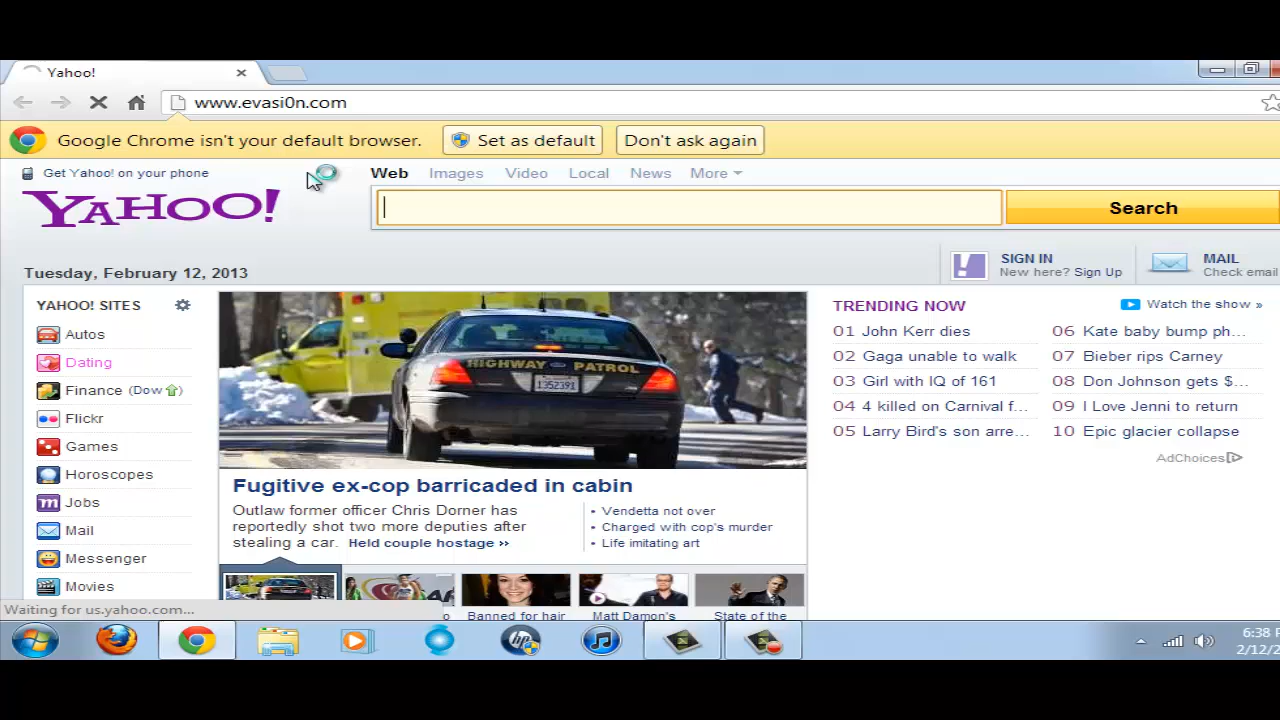 Yahoo!
www.evasi0n.com
Google Chrome isn't your default browser. Set as default Don't ask again
Get Yahoo! on your phone
Web Images Video Local News More
YAHOO!
Search
Tuesday, February 12, 2013
SIGN IN
New here? Sign Up
MAIL
Check email
YAHOO! SITES
Autos
Dating
Finance (Dow)
Flickr
Games
Horoscopes
Jobs
Mail
Messenger
Movies
HIGHWAY PATROL
1352391
Fugitive ex-cop barricaded in cabin
Outlaw former officer Chris Dorner has
reportedly shot two more deputies after
stealing a car. Held couple hostage »
• Vendetta not over
• Charged with cop's murder
• Life imitating art
Banned for hair
Matt Damon's
State of the
TRENDING NOW
Watch the show »
01 John Kerr dies
02 Gaga unable to walk
03 Girl with IQ of 161
04 4 killed on Carnival f...
05 Larry Bird's son arre...
06 Kate baby bump ph...
07 Bieber rips Carney
08 Don Johnson gets $...
09 I Love Jenni to return
10 Epic glacier collapse
AdChoices
Waiting for us.yahoo.com...
hp
6:38 P
2/12/2